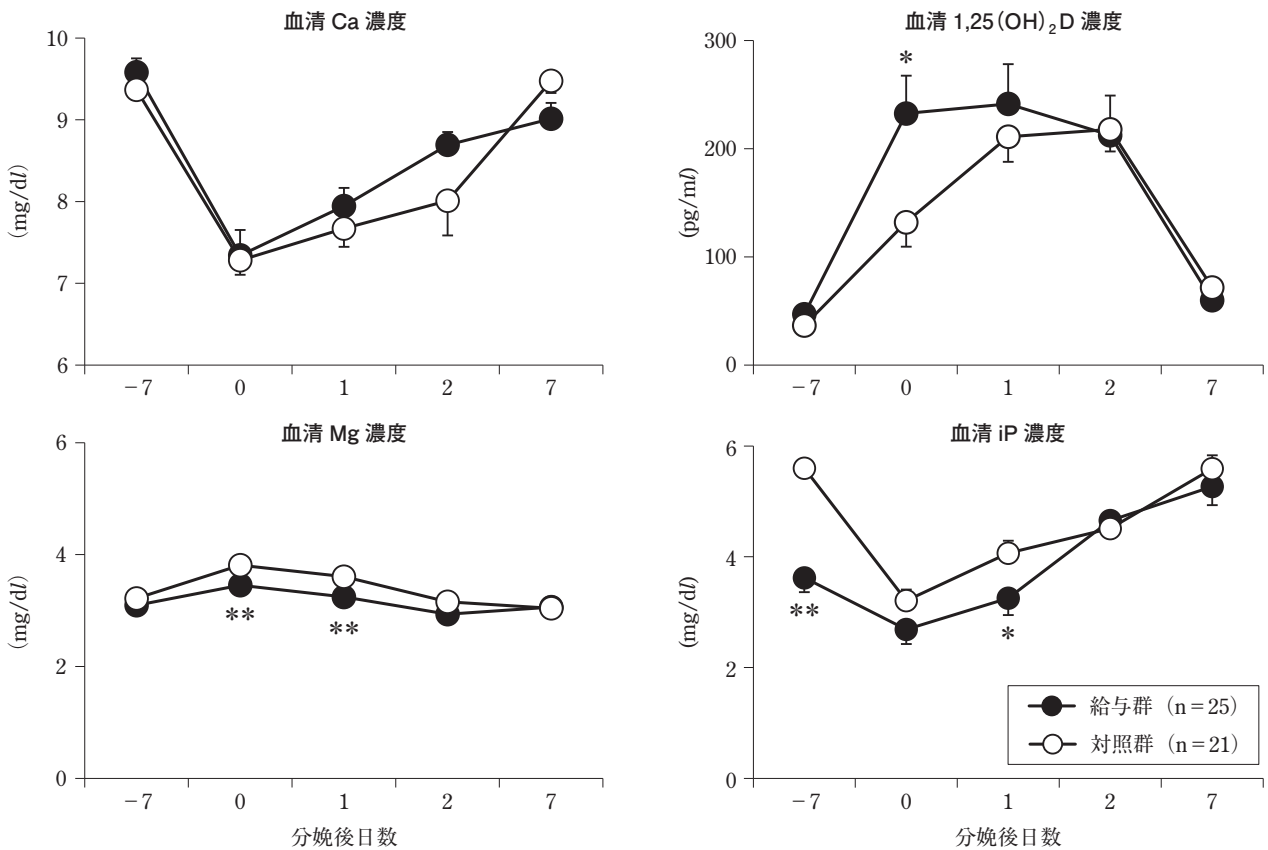 血清 Ca 濃度
10
9
8
7
6
(mg/dl)
−7 0 1 2 7
血清 1,25(OH)₂D 濃度
300
200
100
0
(pg/ml)
*
−7 0 1 2 7
血清 Mg 濃度
6
4
2
0
(mg/dl)
** **
−7 0 1 2 7
分娩後日数
血清 iP 濃度
6
4
2
0
(mg/dl)
** *
給与群 (n=25)
対照群 (n=21)
−7 0 1 2 7
分娩後日数